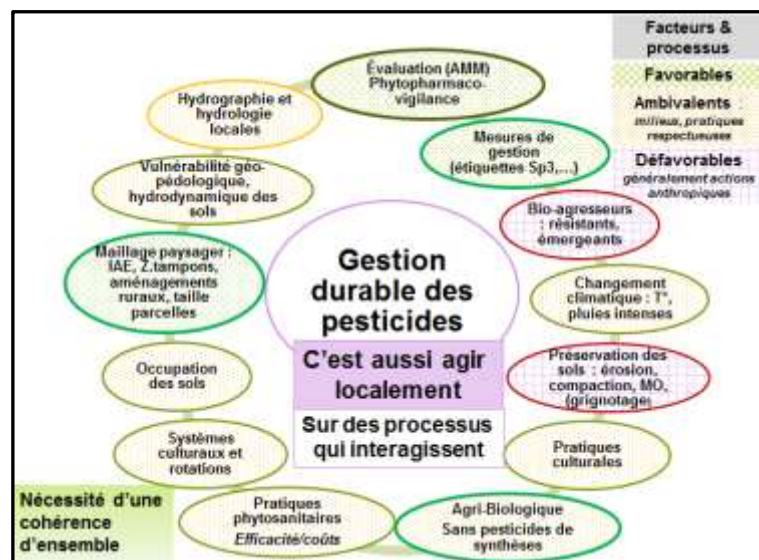 Facteurs &
processus
Favorables
Ambivalents :
milieux, pratiques
respectueuses
Défavorables
généralement actions
anthropiques
Évaluation (AMM)
Phytopharmaco-
vigilance
Mesures de
gestion
(étiquettes Sp3,...)
Bio-agresseurs
: résistants,
émergeants
Changement
climatique : T°,
pluies intenses
Préservation des
sols : érosion,
compaction, MO,
(grignotage)
Pratiques
culturales
Agri-Biologique
Sans pesticides de
synthèses
Pratiques
phytosanitaires
Efficacité/coûts
Systèmes
culturaux et
rotations
Occupation
des sols
Maillage paysager :
IAE, Z.tampons,
aménagements
ruraux, taille
parcelles
Vulnérabilité géo-
pédologique,
hydrodynamique des
sols
Hydrographie et
hydrologie
locales
Gestion
durable des
pesticides
C'est aussi agir
localement
Sur des processus
qui interagissent
Nécessité d'une
cohérence
d'ensemble